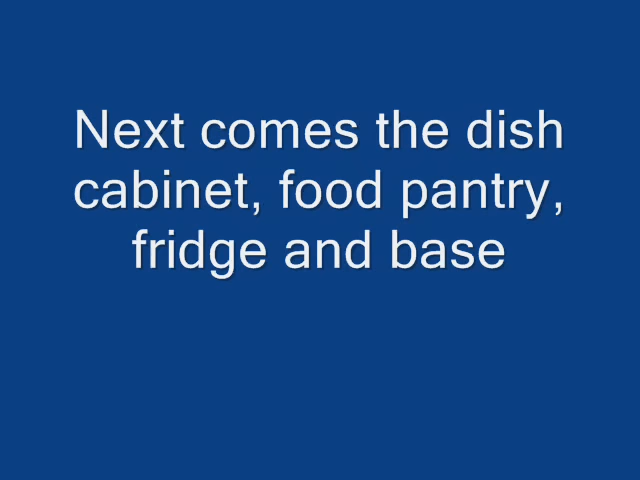 Next comes the dish
cabinet, food pantry,
fridge and base